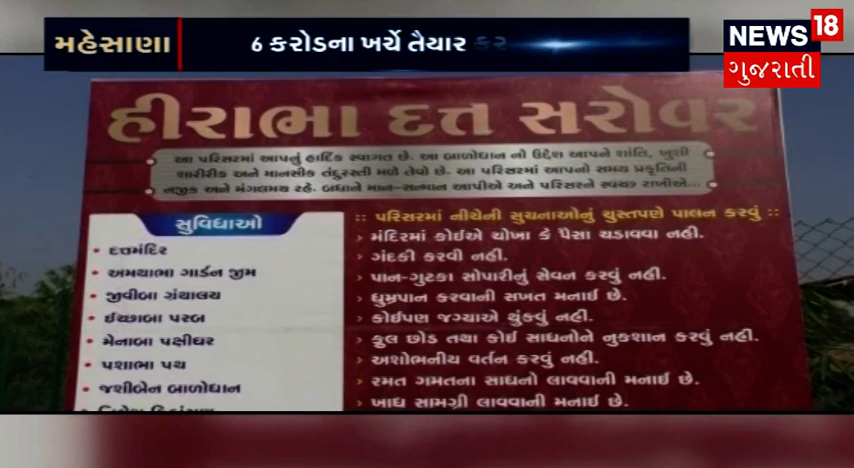 મહેસાણા
6 કરોડના ખર્ચે તૈયાર કર
NEWS 18
ગુજરાતી
હીરાભા દત્ત સરોવર
આ પરિસરમાં આપનું હાર્દિક સ્વાગત છે. આ બાળોધાન નો ઉદ્દેશ આપને શાંતિ, ખુશી
શારીરીક અને માનસીક તંદુરસ્તી મળે તેવો છે. આ પરિસરમાં આપનો સમય પ્રકૃતિની
નજીક અને મંગલમય રહે. બધાને માન-સન્માન આપીએ અને પરિસરને સ્વચ્છ રાખીએ...
સુવિધાઓ
• દત્તમંદિર
• અમથાભા ગાર્ડન જીમ
• જીવીબા ગ્રંથાલય
• ઈચ્છાબા પરબ
• મેનાબા પક્ષીઘર
• પશાભા પથ
• જશીબેન બાળોધાન
:: પરિસરમાં નીચેની સુચનાઓનું ચુસ્તપણે પાલન કરવું ::
› મંદિરમાં કોઈએ ચોખા કે પૈસા ચડાવવા નહી.
› ગંદકી કરવી નહી.
› પાન-ગુટકા સોપારીનું સેવન કરવું નહી.
› ધુમ્રપાન કરવાની સખત મનાઈ છે.
› કોઈપણ જગ્યાએ થુંકવું નહી.
› ફુલ છોડ તથા કોઈ સાધનોને નુકશાન કરવું નહી.
› અશોભનીય વર્તન કરવું નહી.
› રમત ગમતના સાધનો લાવવાની મનાઈ છે.
› ખાધ સામગ્રી લાવવાની મનાઈ છે.